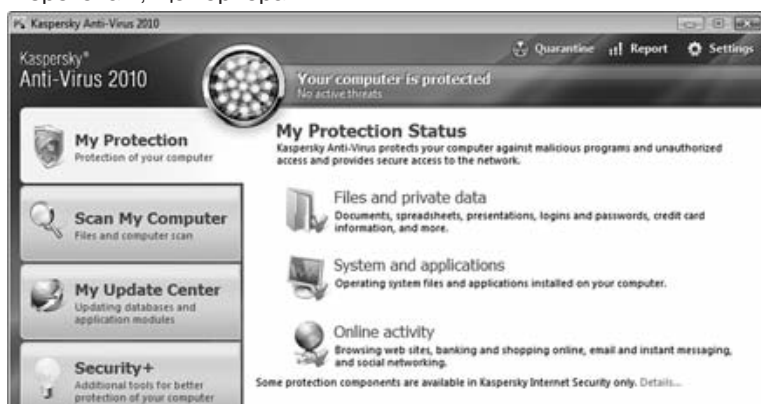 Kaspersky Anti-Virus 2010
Quarantine Report Settings
Kaspersky®
Anti-Virus 2010
Your computer is protected
No active threats
My Protection
Protection of your computer
Scan My Computer
Files and computer scan
My Update Center
Updating databases and
application modules
Security+
Additional tools for better
protection of your computer
My Protection Status
Kaspersky Anti-Virus protects your computer against malicious programs and unauthorized
access and provides secure access to the network.
Files and private data
Documents, spreadsheets, presentations, logins and passwords, credit card
information, and more.
System and applications
Operating system files and applications installed on your computer.
Online activity
Browsing web sites, banking and shopping online, email and instant messaging,
and social networking.
Some protection components are available in Kaspersky Internet Security only. Details...